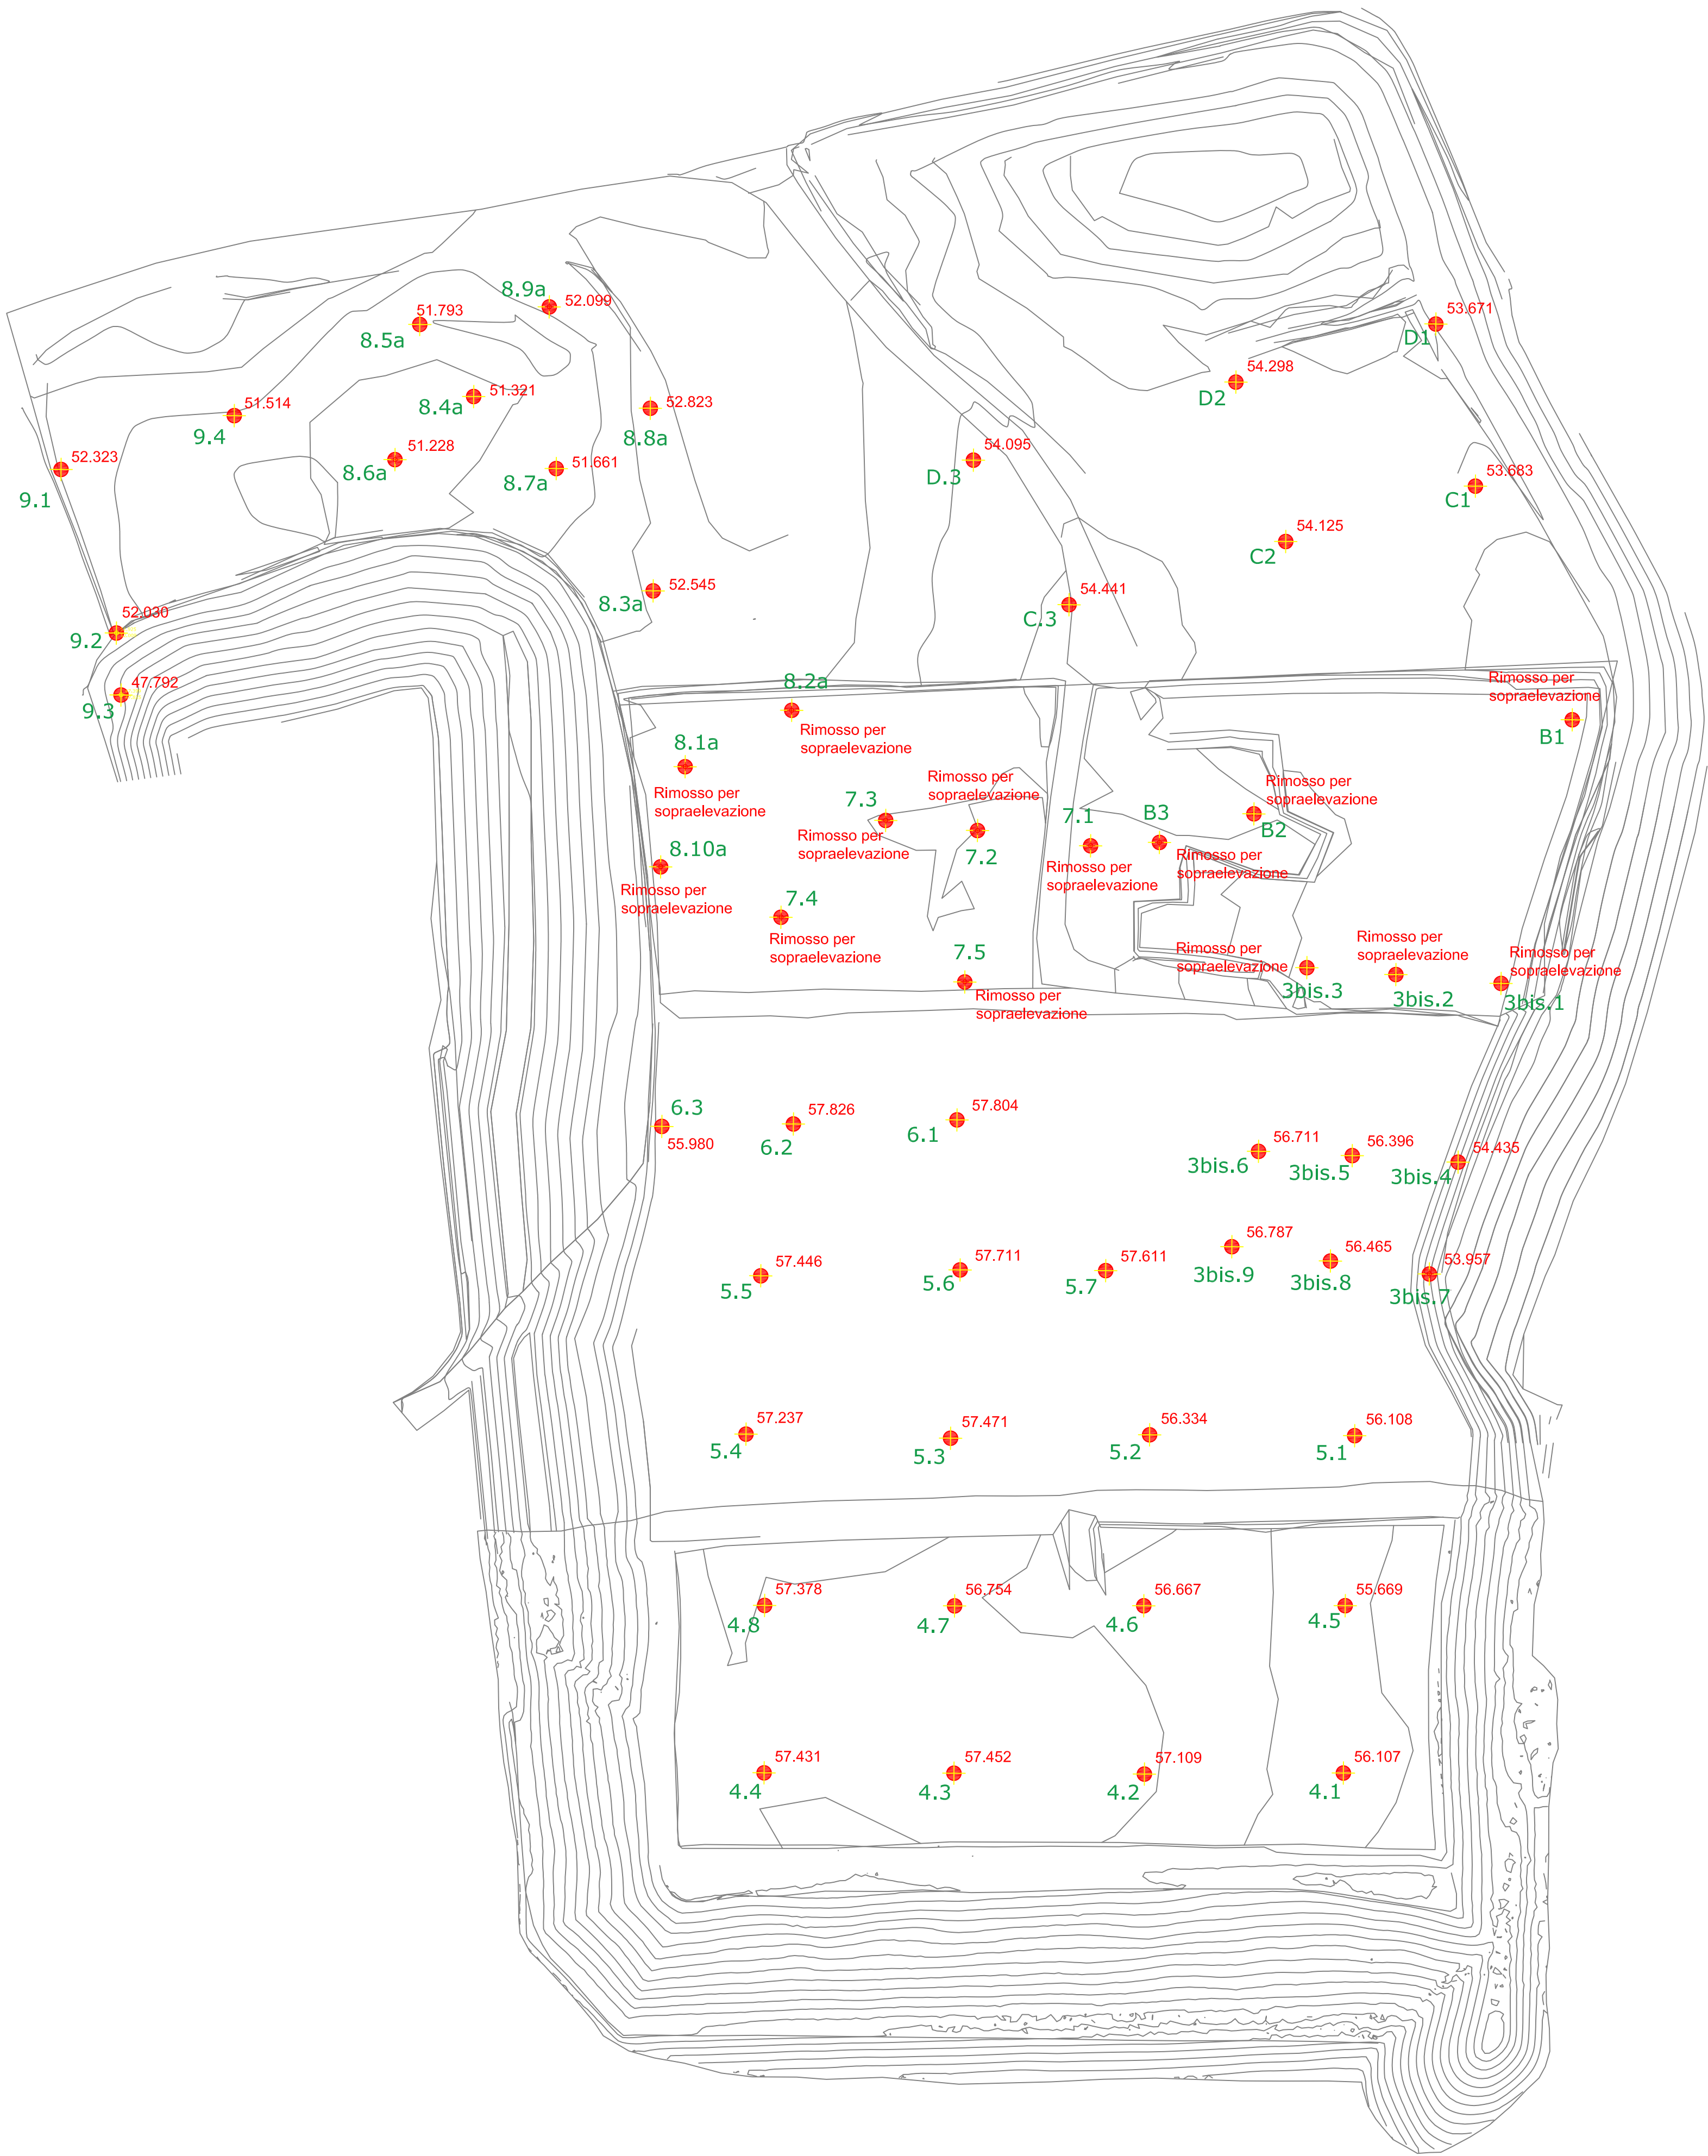 8.9a
52.099
51.793
8.5a
53.671
D1
54.298
D2
51.321
8.4a
51.514
9.4
52.823
8.8a
54.095
D.3
52.323
9.1
51.228
8.6a
51.661
8.7a
53.683
C1
54.125
C2
52.545
8.3a
54.441
C.3
52.030
9.2
47.792
9.3
8.2a
Rimosso per
sopraelevazione
Rimosso per
sopraelevazione
B1
8.1a
Rimosso per
sopraelevazione
7.3
Rimosso per
sopraelevazione
Rimosso per
sopraelevazione
7.2
7.1
Rimosso per
sopraelevazione
B3
Rimosso per
sopraelevazione
Rimosso per
sopraelevazione
B2
8.10a
Rimosso per
sopraelevazione
7.4
Rimosso per
sopraelevazione
7.5
Rimosso per
sopraelevazione
Rimosso per
sopraelevazione
3bis.3
Rimosso per
sopraelevazione
3bis.2
Rimosso per
sopraelevazione
3bis.1
6.3
55.980
57.826
6.2
57.804
6.1
56.711
3bis.6
56.396
3bis.5
54.435
3bis.4
57.446
5.5
57.711
5.6
57.611
5.7
56.787
3bis.9
56.465
3bis.8
53.957
3bis.7
57.237
5.4
57.471
5.3
56.334
5.2
56.108
5.1
57.378
4.8
56.754
4.7
56.667
4.6
55.669
4.5
57.431
4.4
57.452
4.3
57.109
4.2
56.107
4.1